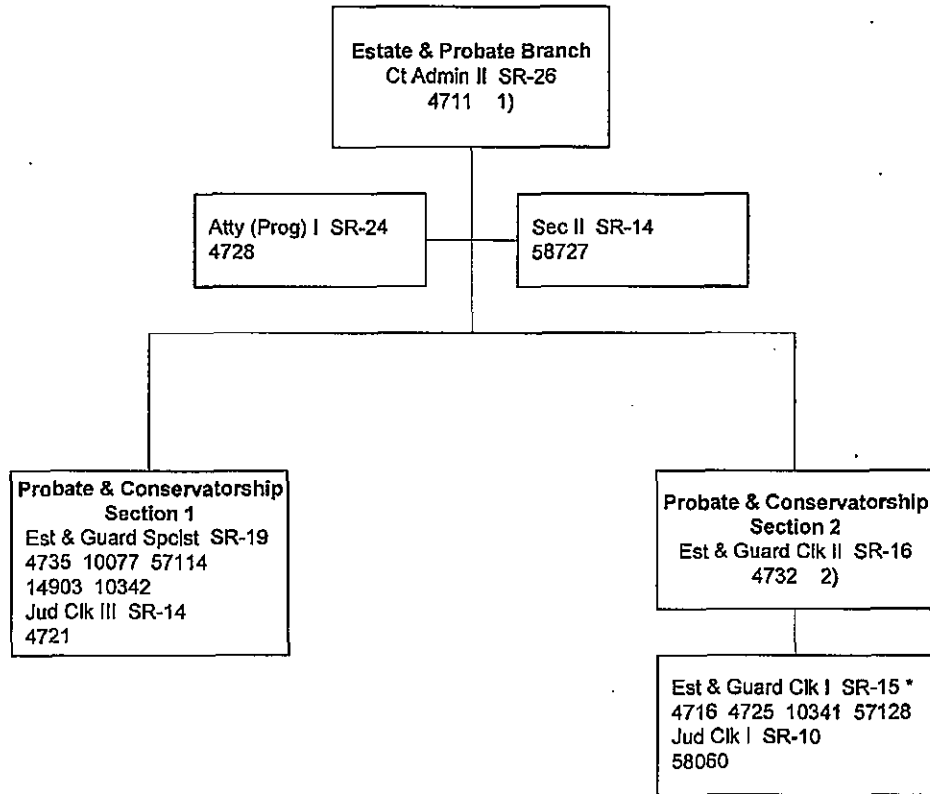 Estate & Probate Branch
Ct Admin II SR-26
4711 1)
Atty (Prog) I SR-24
4728
Sec II SR-14
58727
Probate & Conservatorship
Section 1
Est & Guard Spclst SR-19
4735 10077 57114
14903 10342
Jud Clk III SR-14
4721
Probate & Conservatorship
Section 2
Est & Guard Clk II SR-16
4732 2)
Est & Guard Clk I SR-15 *
4716 4725 10341 57128
Jud Clk I SR-10
58060